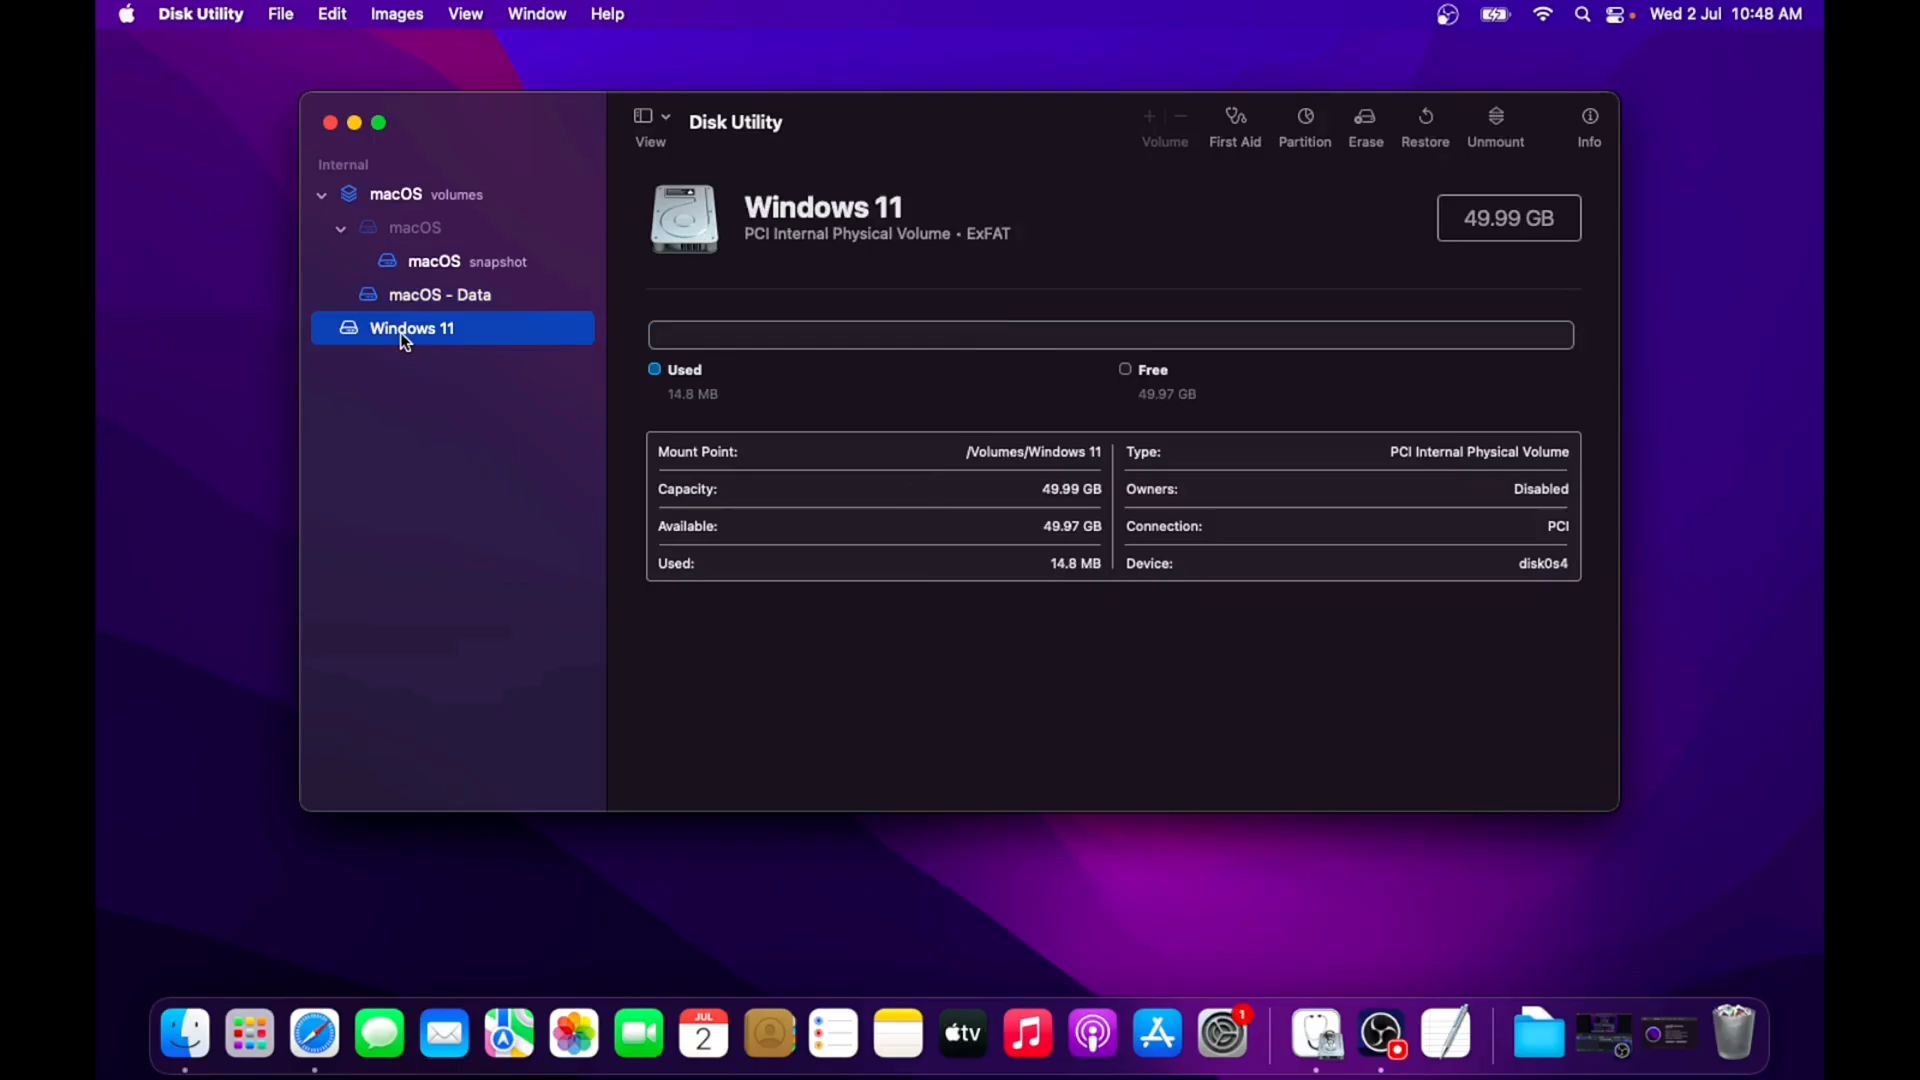 Disk Utility File Edit Images View Window Help Wed 2 Jul 10:48 AM
Disk Utility
View Volume First Aid Partition Erase Restore Unmount Info
Internal
macOS volumes
macOS
macOS snapshot
macOS - Data
Windows 11
Windows 11
PCI Internal Physical Volume • ExFAT
49.99 GB
Used
14.8 MB
Free
49.97 GB
Mount Point: /Volumes/Windows 11
Capacity: 49.99 GB
Available: 49.97 GB
Used: 14.8 MB
Type: PCI Internal Physical Volume
Owners: Disabled
Connection: PCI
Device: disk0s4
JUL
2
tv
1